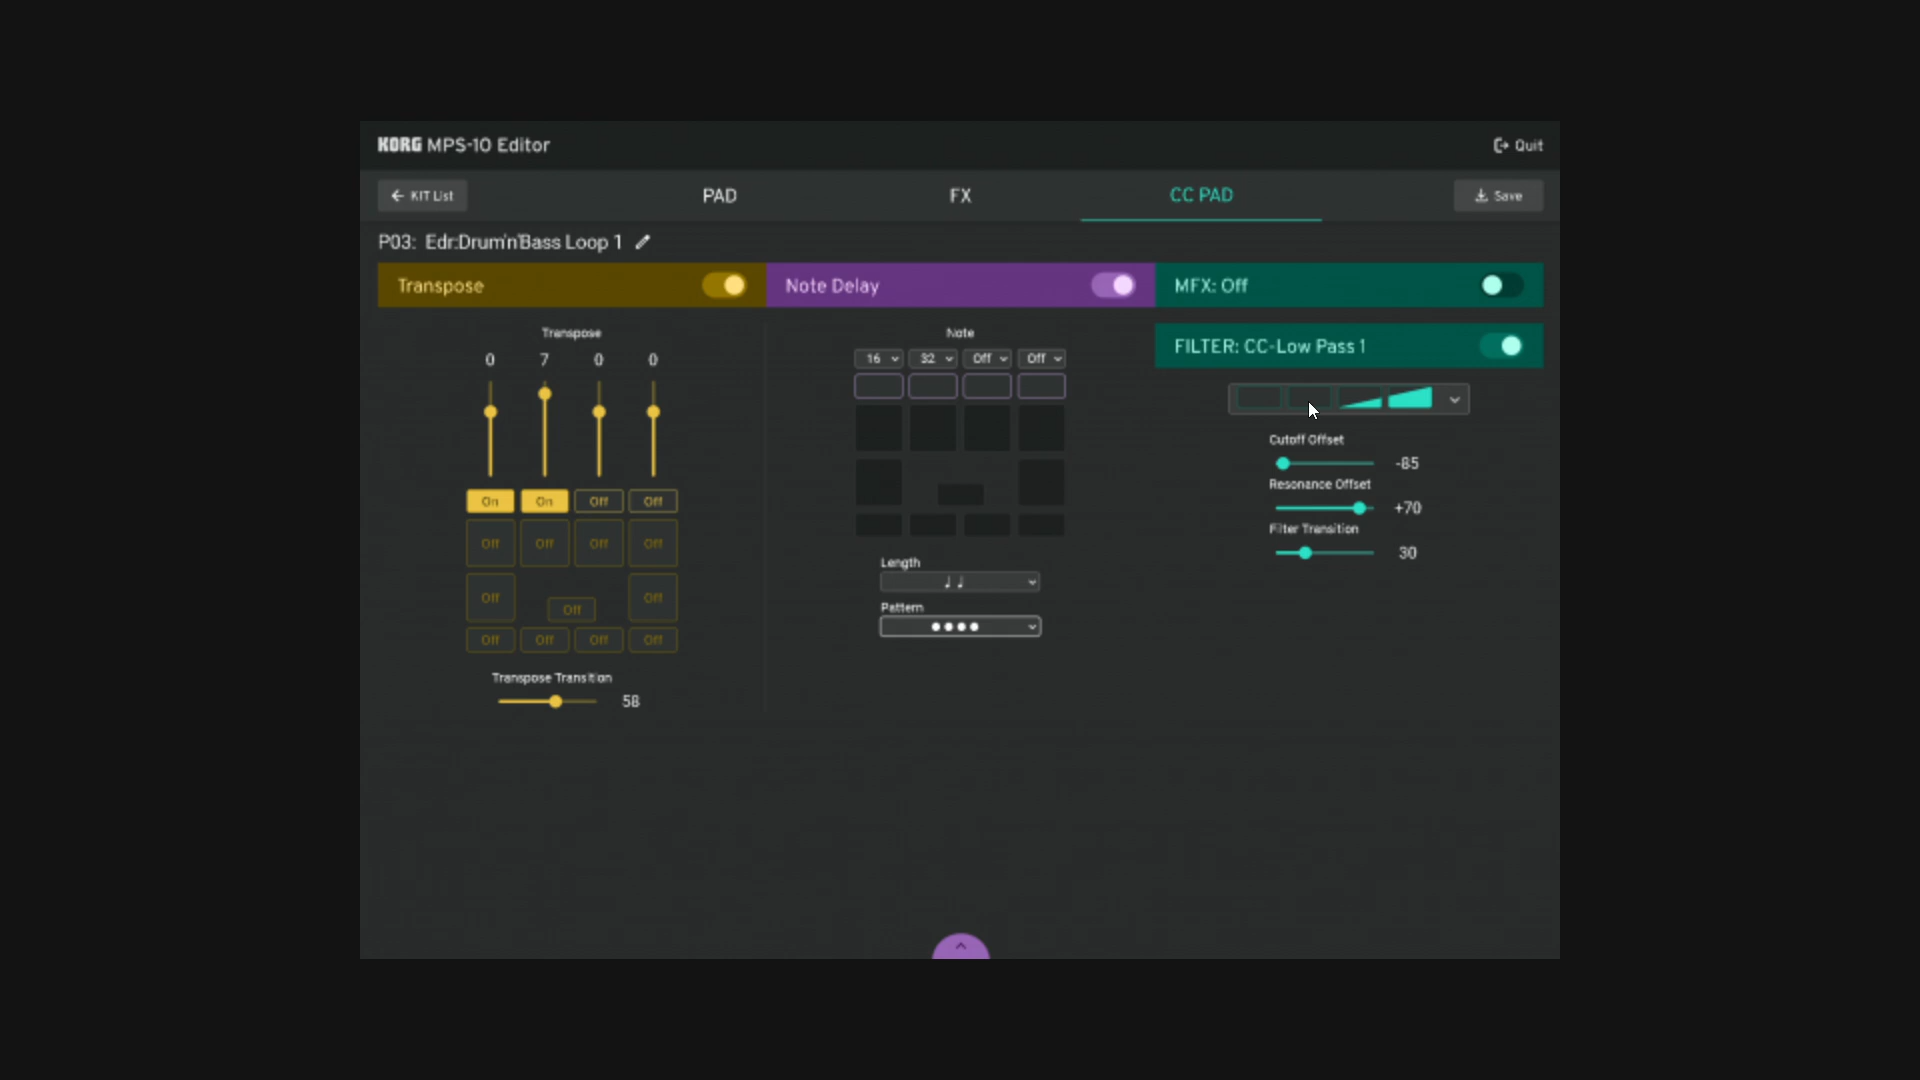 KORG MPS-10 Editor
Quit
KIT List
PAD
FX
CC PAD
Save
P03: Edr:Drum'n'Bass Loop 1
Transpose
Note Delay
MFX: Off
Transpose
0 7 0 0
On On Off Off
Off Off Off Off
Off Off Off
Off Off Off Off
Transpose Transition
58
Note
16 32 Off Off
Length
Pattern
FILTER: CC-Low Pass 1
Cutoff Offset
-85
Resonance Offset
+70
Filter Transition
30